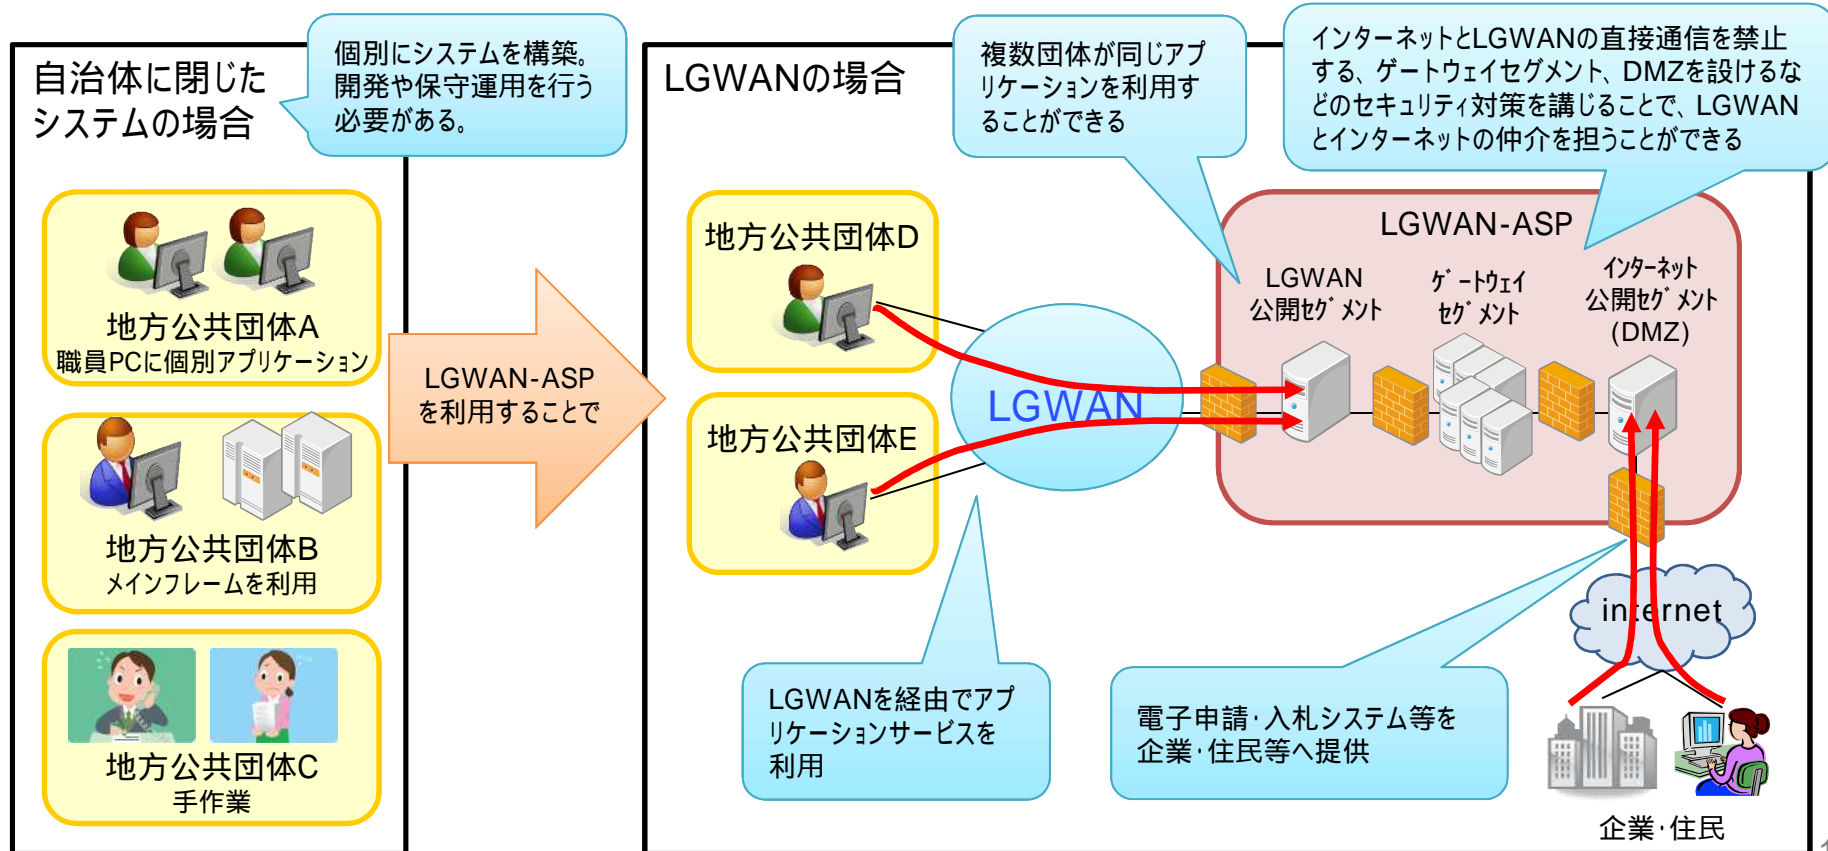 自治体に閉じた
システムの場合
個別にシステムを構築。
開発や保守運用を行う
必要がある。
地方公共団体A
職員PCに個別アプリケーション
地方公共団体B
メインフレームを利用
地方公共団体C
手作業
LGWAN-ASP
を利用することで
LGWANの場合
複数団体が同じアプ
リケーションを利用す
ることができる
インターネットとLGWANの直接通信を禁止
する、ゲートウェイセグメント、DMZを設けるな
どのセキュリティ対策を講じることで、LGWAN
とインターネットの仲介を担うことができる
地方公共団体D
地方公共団体E
LGWAN
LGWAN-ASP
LGWAN
公開セグメント
ゲートウェイ
セグメント
インターネット
公開セグメント
(DMZ)
internet
LGWANを経由でアプ
リケーションサービスを
利用
電子申請・入札システム等を
企業・住民等へ提供
企業・住民